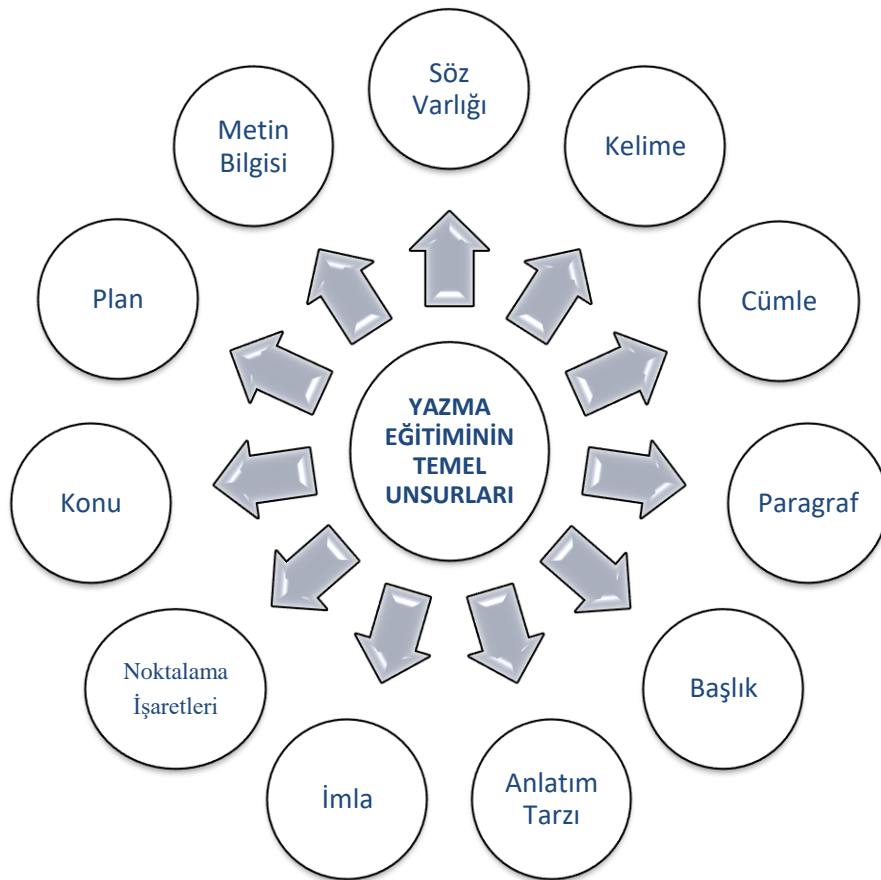 Söz
Varlığı
Kelime
Cümle
Paragraf
Başlık
Anlatım
Tarzı
İmla
Noktalama
İşaretleri
Konu
Plan
Metin
Bilgisi
YAZMA
EĞİTİMİNİN
TEMEL
UNSURLARI